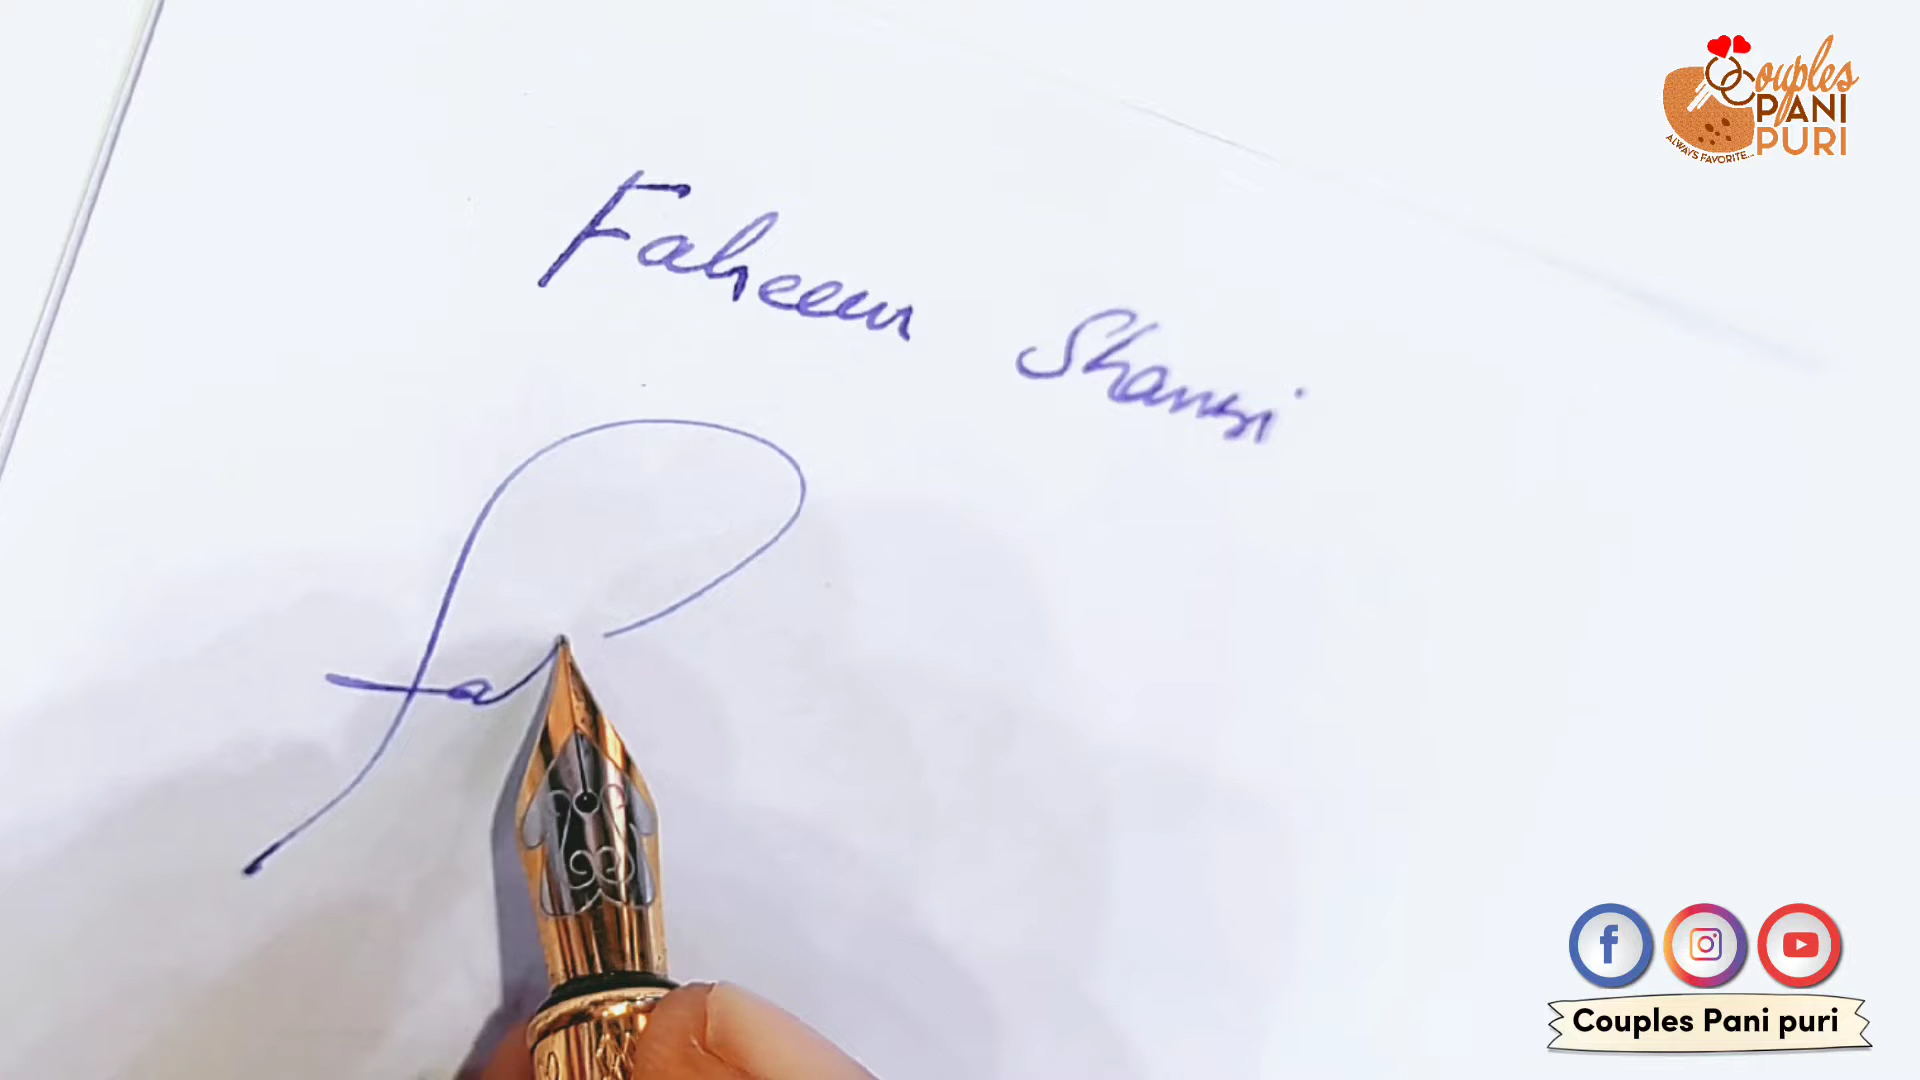 Couples
PANI
PURI
ALWAYS FAVORITE...
Faheem Shamsi
fa
Couples Pani puri